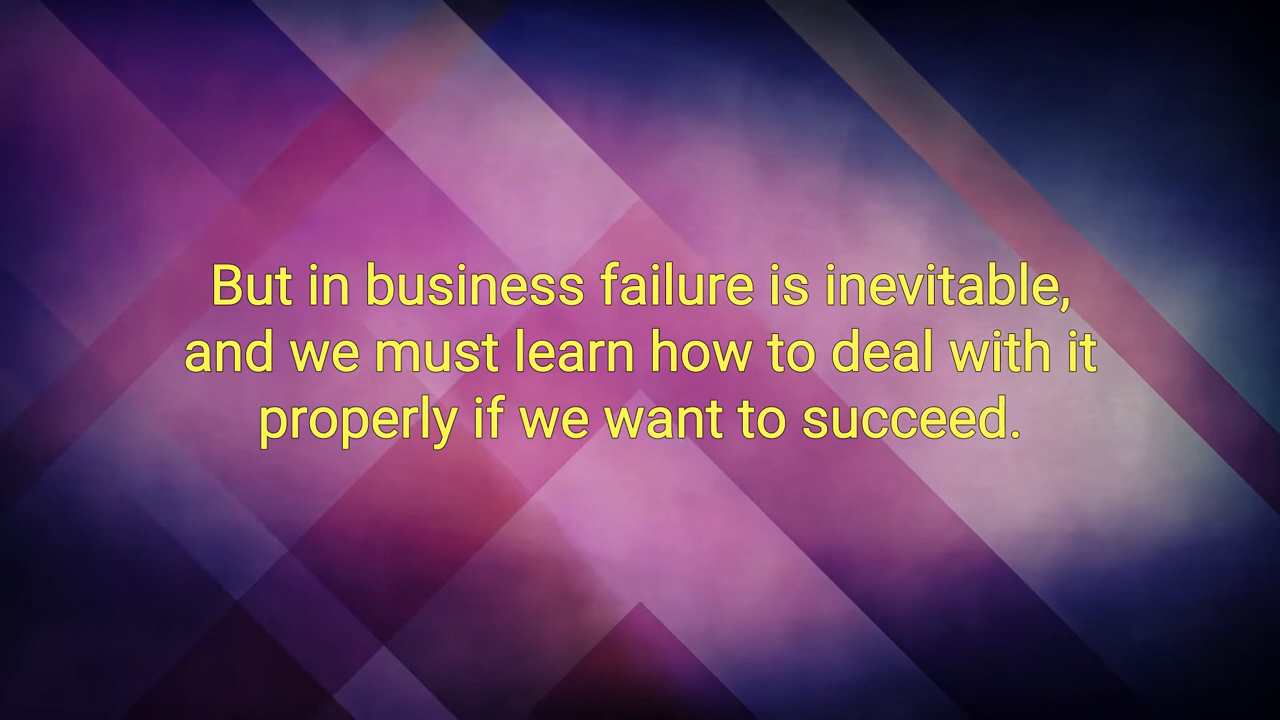 But in business failure is inevitable,
and we must learn how to deal with it
properly if we want to succeed.